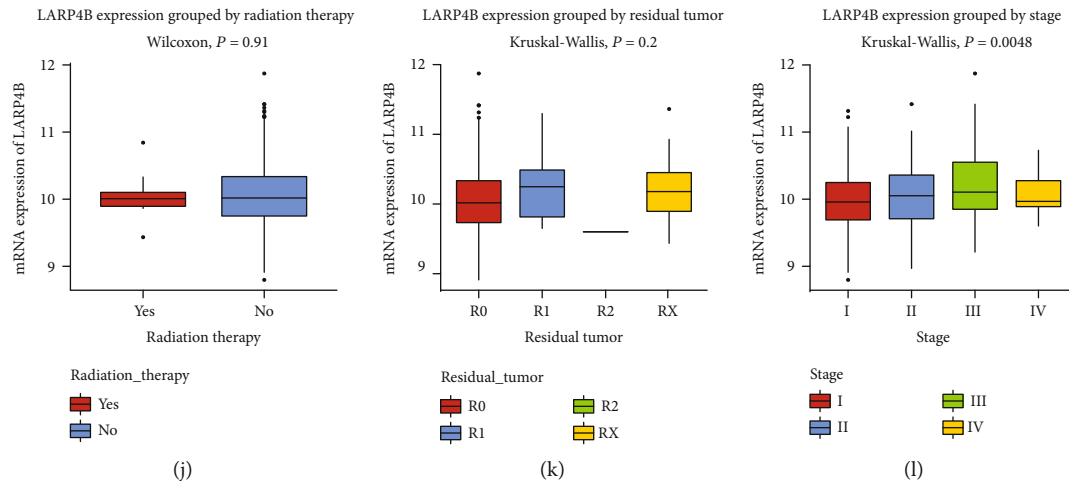 LARP4B expression grouped by radiation therapy
Wilcoxon, P = 0.91
mRNA expression of LARP4B
12
11
10
9
Yes
No
Radiation therapy
Radiation_therapy
Yes
No
(j)
LARP4B expression grouped by residual tumor
Kruskal-Wallis, P = 0.2
mRNA expression of LARP4B
12
11
10
9
R0
R1
R2
RX
Residual tumor
Residual_tumor
R0
R2
R1
RX
(k)
LARP4B expression grouped by stage
Kruskal-Wallis, P = 0.0048
mRNA expression of LARP4B
12
11
10
9
I
II
III
IV
Stage
Stage
I
III
II
IV
(l)